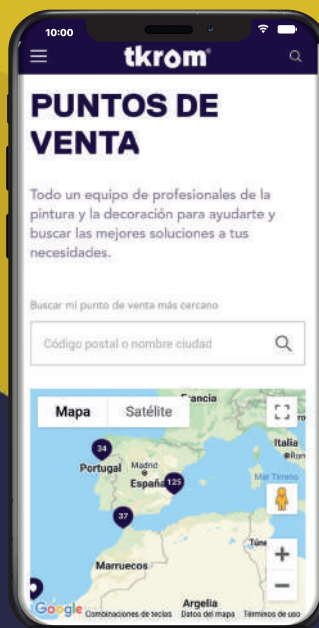 10:00
tkrom®
PUNTOS DE
VENTA
Todo un equipo de profesionales de la
pintura y la decoración para ayudarte y
buscar las mejores soluciones a tus
necesidades.
Buscar mi punto de venta más cercano
Código postal o nombre ciudad
Mapa Satélite
Francia
Italia
34
Portugal Madrid
España 125
Mar Tirreno
37
Marruecos
Argelia
Google Combinaciones de teclas Datos del mapa Términos de uso